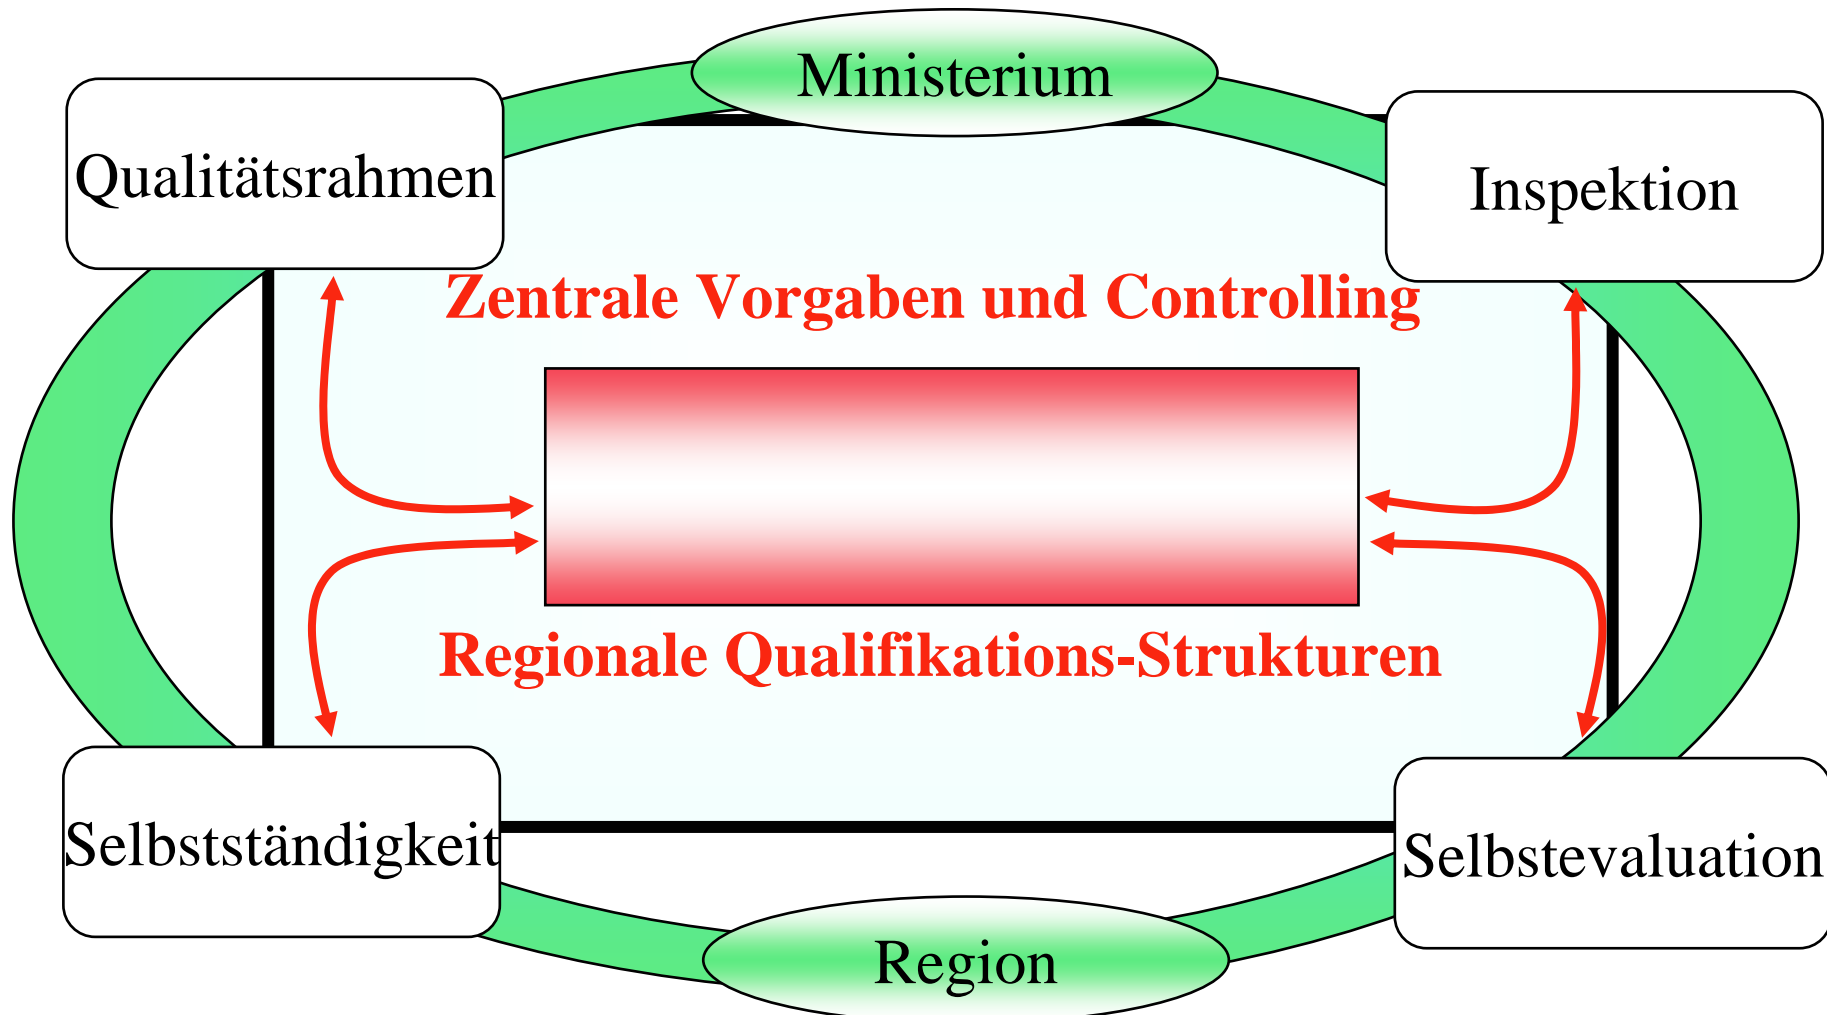 Ministerium
Qualitätsrahmen
Inspektion
Zentrale Vorgaben und Controlling
Regionale Qualifikations-Strukturen
Selbstständigkeit
Selbstevaluation
Region